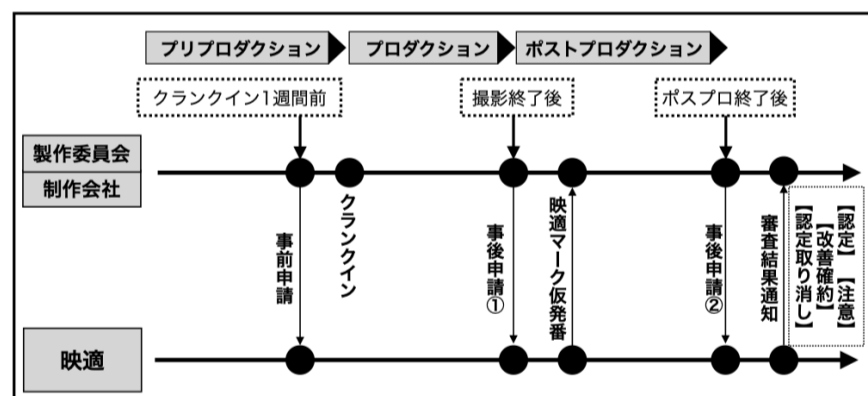 プリプロダクション
プロダクション
ポストプロダクション
クランクイン1週間前
撮影終了後
ポスプロ終了後
製作委員会
制作会社
事前申請
クランクイン
事後申請①
映適マーク仮発番
事後申請②
審査結果通知
【認定】【注意】
【改善確約】
【認定取り消し】
映適